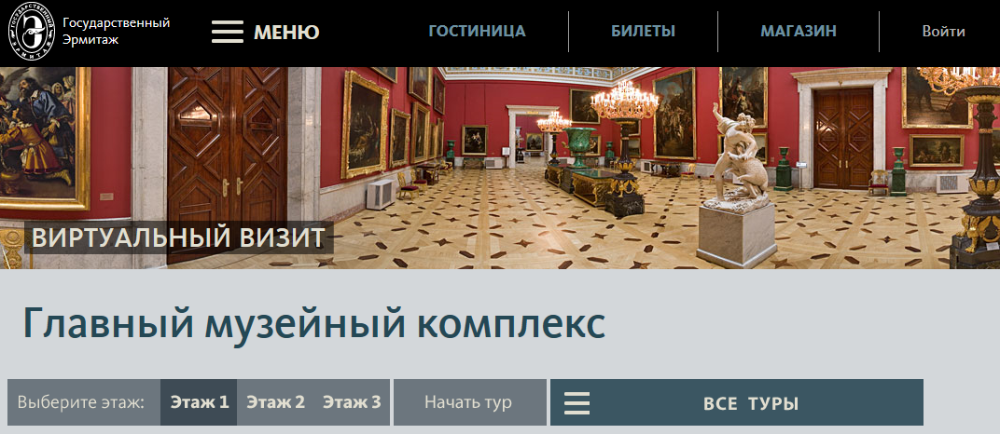 Государственный
Эрмитаж
МЕНЮ
ГОСТИНИЦА
БИЛЕТЫ
МАГАЗИН
Войти
ВИРТУАЛЬНЫЙ ВИЗИТ
Главный музейный комплекс
Выберите этаж: Этаж 1 Этаж 2 Этаж 3
Начать тур
ВСЕ ТУРЫ